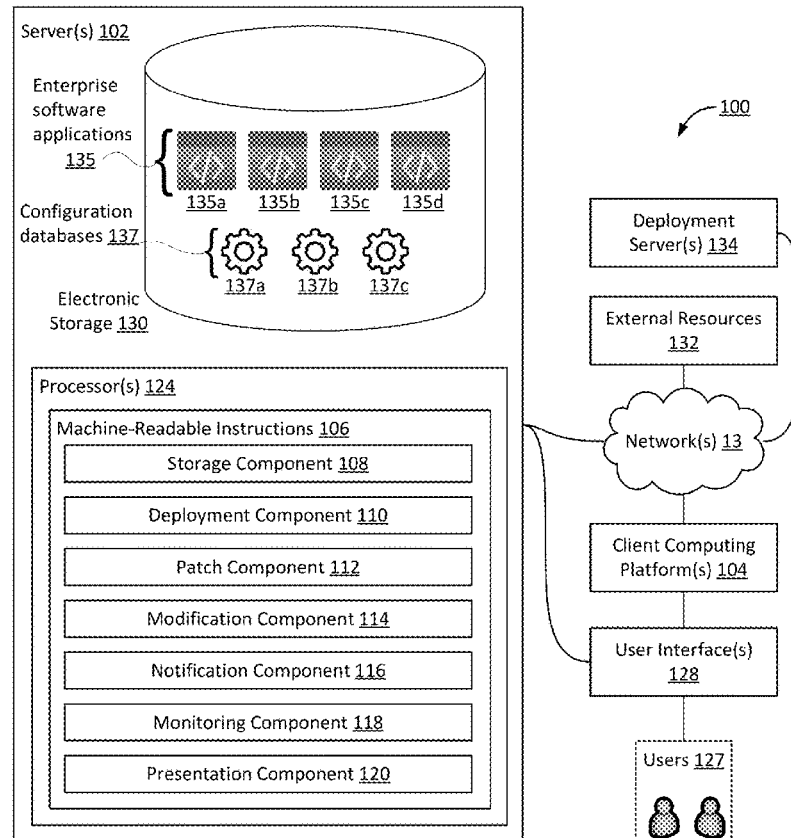 Server(s) 102
Enterprise
software
applications
135
</>
</>
</>
</>
135a 135b 135c 135d
Configuration
databases 137
137a 137b 137c
Electronic
Storage 130
Processor(s) 124
Machine-Readable Instructions 106
Storage Component 108
Deployment Component 110
Patch Component 112
Modification Component 114
Notification Component 116
Monitoring Component 118
Presentation Component 120
100
Deployment
Server(s) 134
External Resources
132
Network(s) 13
Client Computing
Platform(s) 104
User Interface(s)
128
Users 127